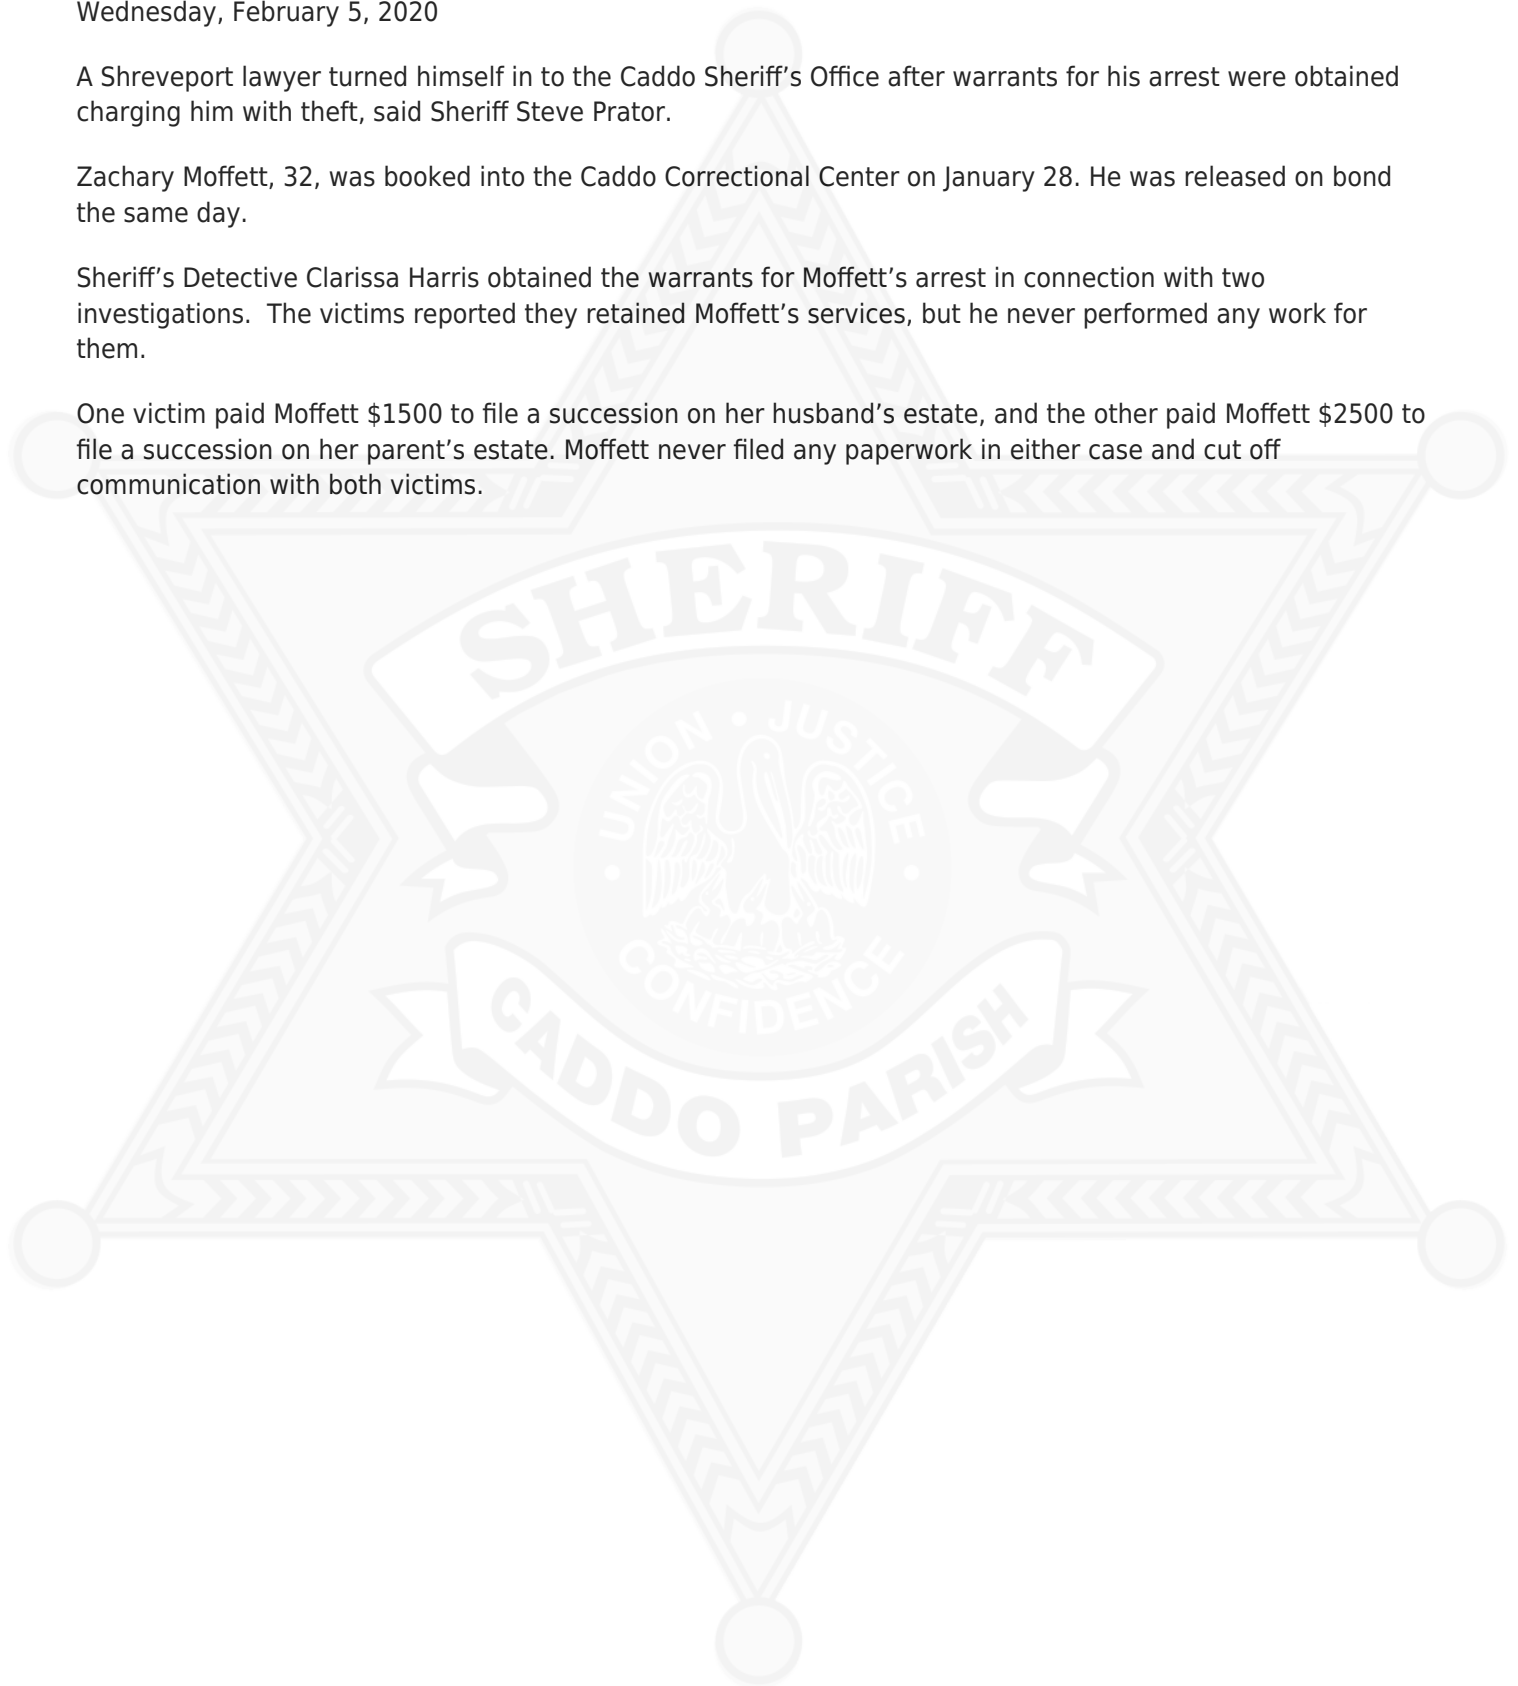 Wednesday, February 5, 2020
A Shreveport lawyer turned himself in to the Caddo Sheriff’s Office after warrants for his arrest were obtained
charging him with theft, said Sheriff Steve Prator.
Zachary Moffett, 32, was booked into the Caddo Correctional Center on January 28. He was released on bond
the same day.
Sheriff’s Detective Clarissa Harris obtained the warrants for Moffett’s arrest in connection with two
investigations.  The victims reported they retained Moffett’s services, but he never performed any work for
them.
One victim paid Moffett $1500 to file a succession on her husband’s estate, and the other paid Moffett $2500 to
file a succession on her parent’s estate. Moffett never filed any paperwork in either case and cut off
communication with both victims.
SHERIFF
UNION • JUSTICE
• CONFIDENCE •
CADDO PARISH